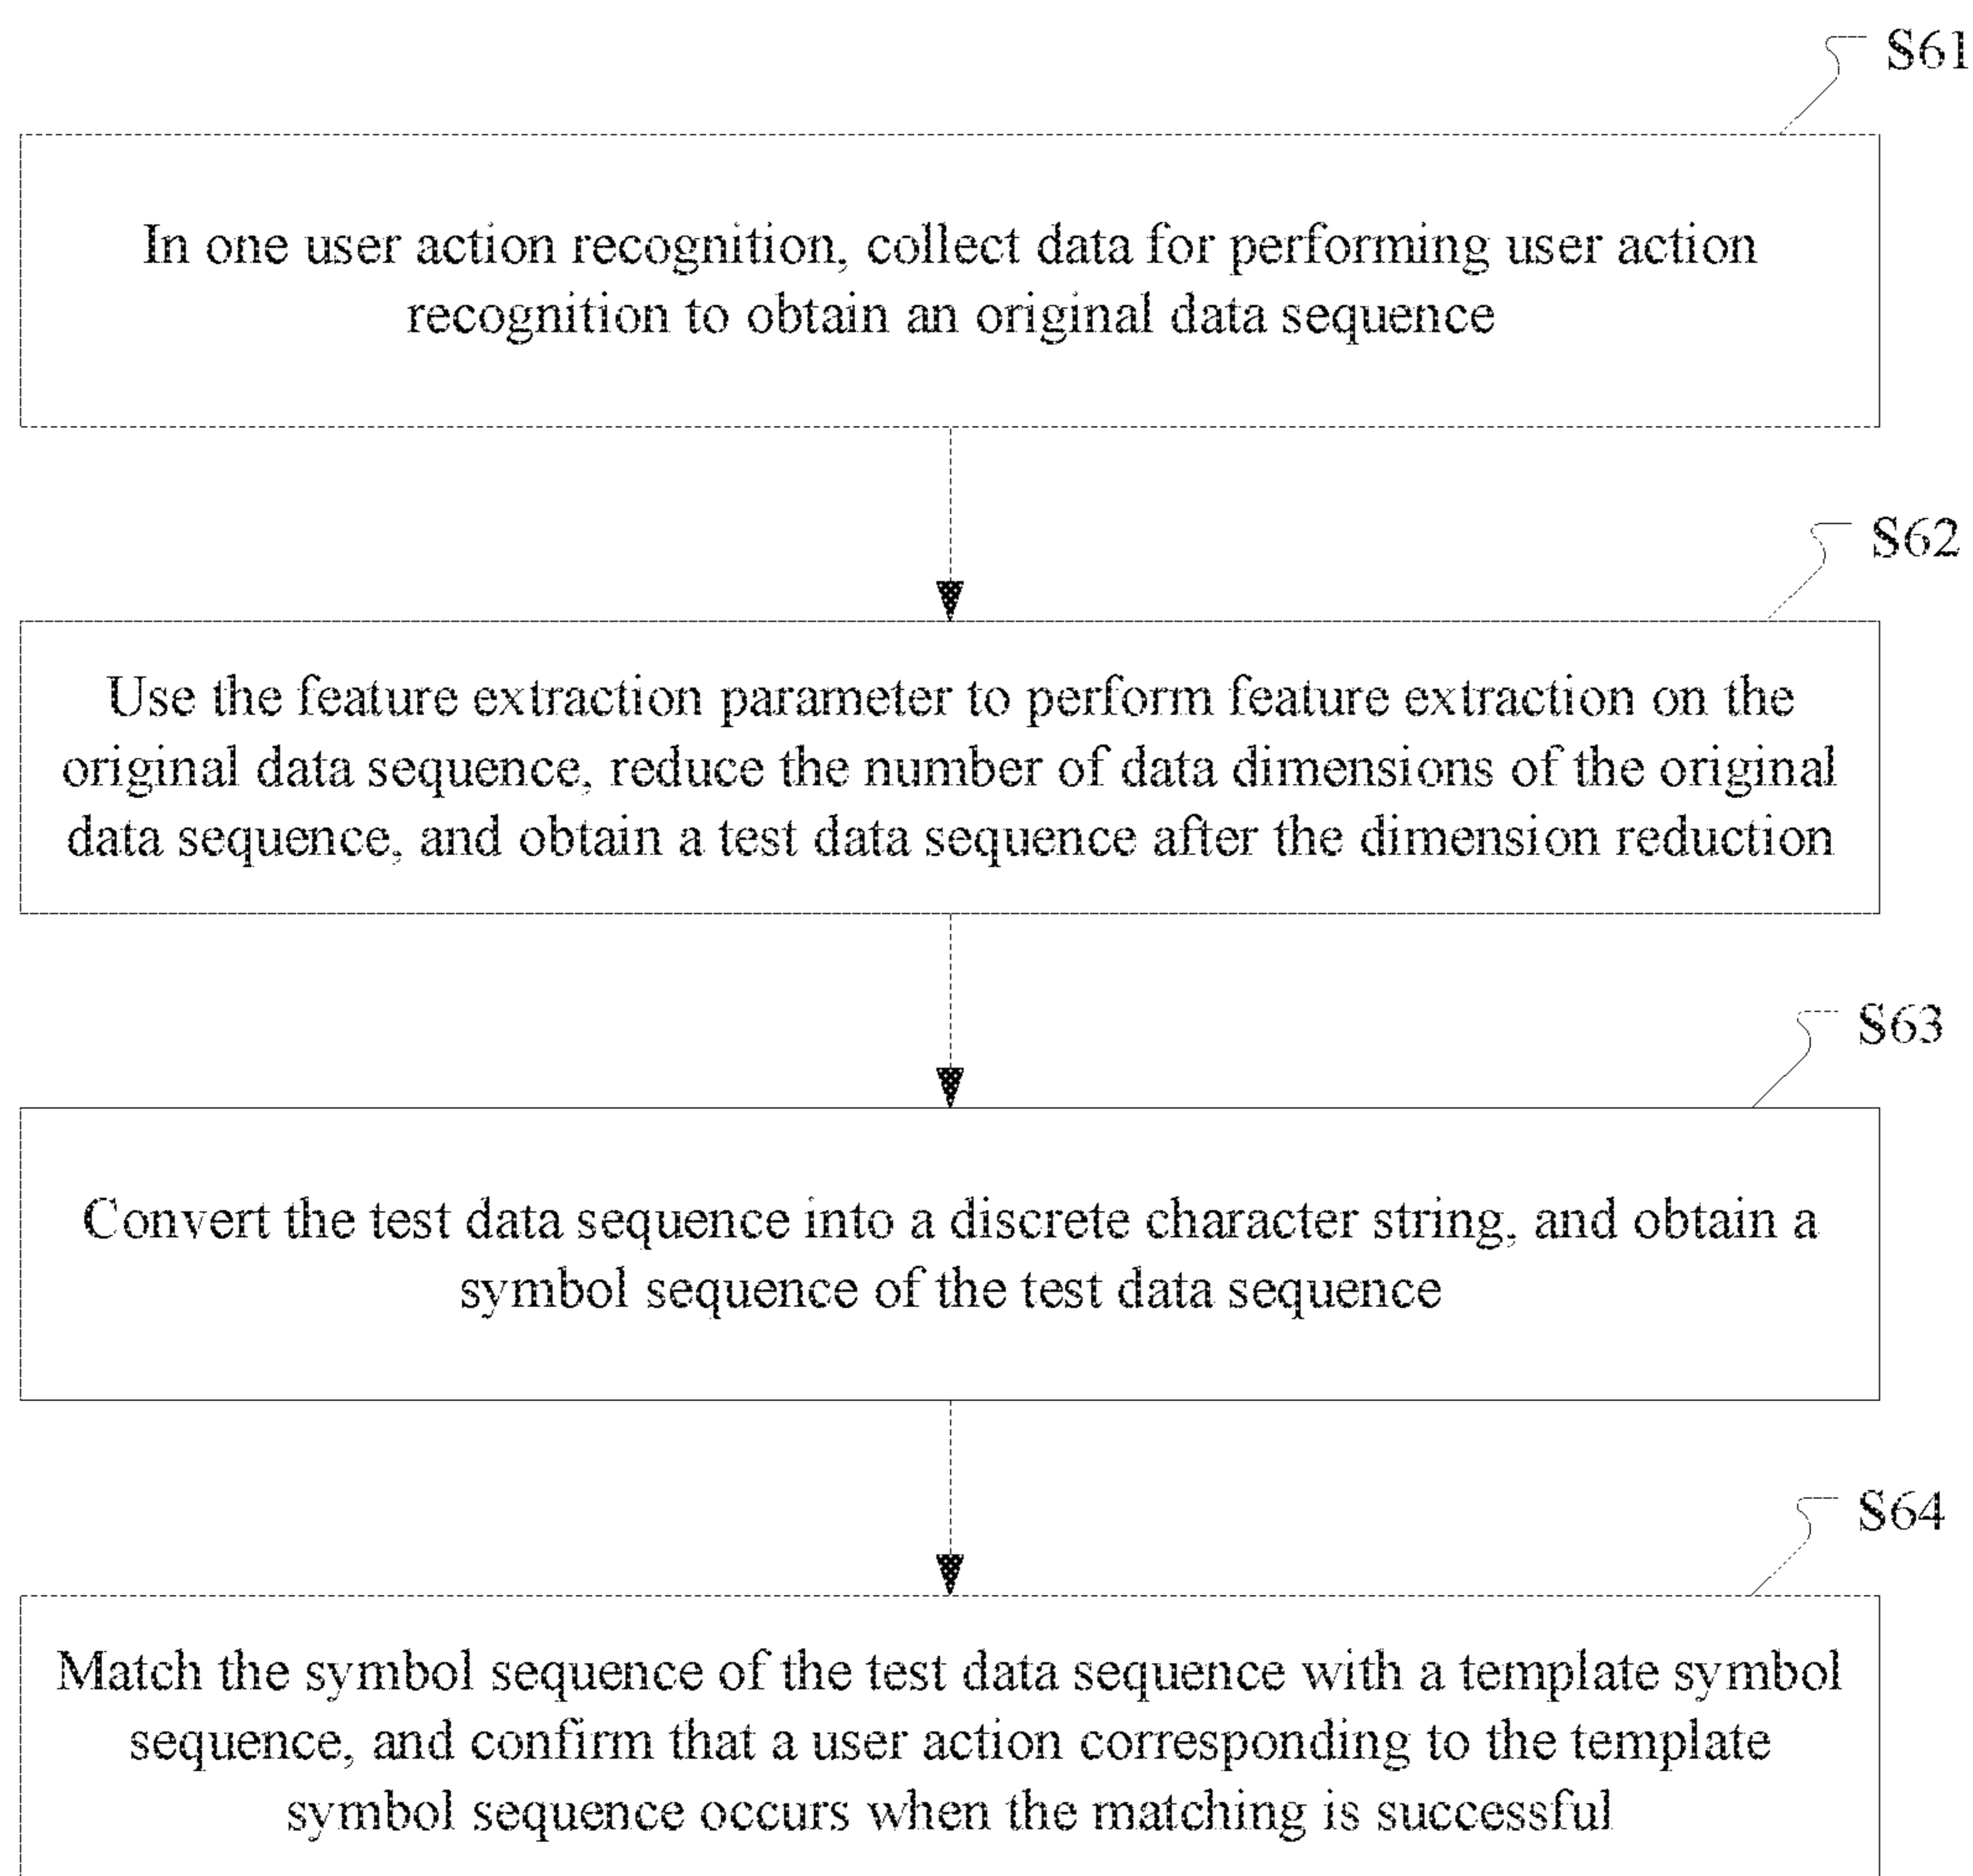 S61
In one user action recognition, collect data for performing user action
recognition to obtain an original data sequence
S62
Use the feature extraction parameter to perform feature extraction on the
original data sequence, reduce the number of data dimensions of the original
data sequence, and obtain a test data sequence after the dimension reduction
S63
Convert the test data sequence into a discrete character string, and obtain a
symbol sequence of the test data sequence
S64
Match the symbol sequence of the test data sequence with a template symbol
sequence, and confirm that a user action corresponding to the template
symbol sequence occurs when the matching is successful